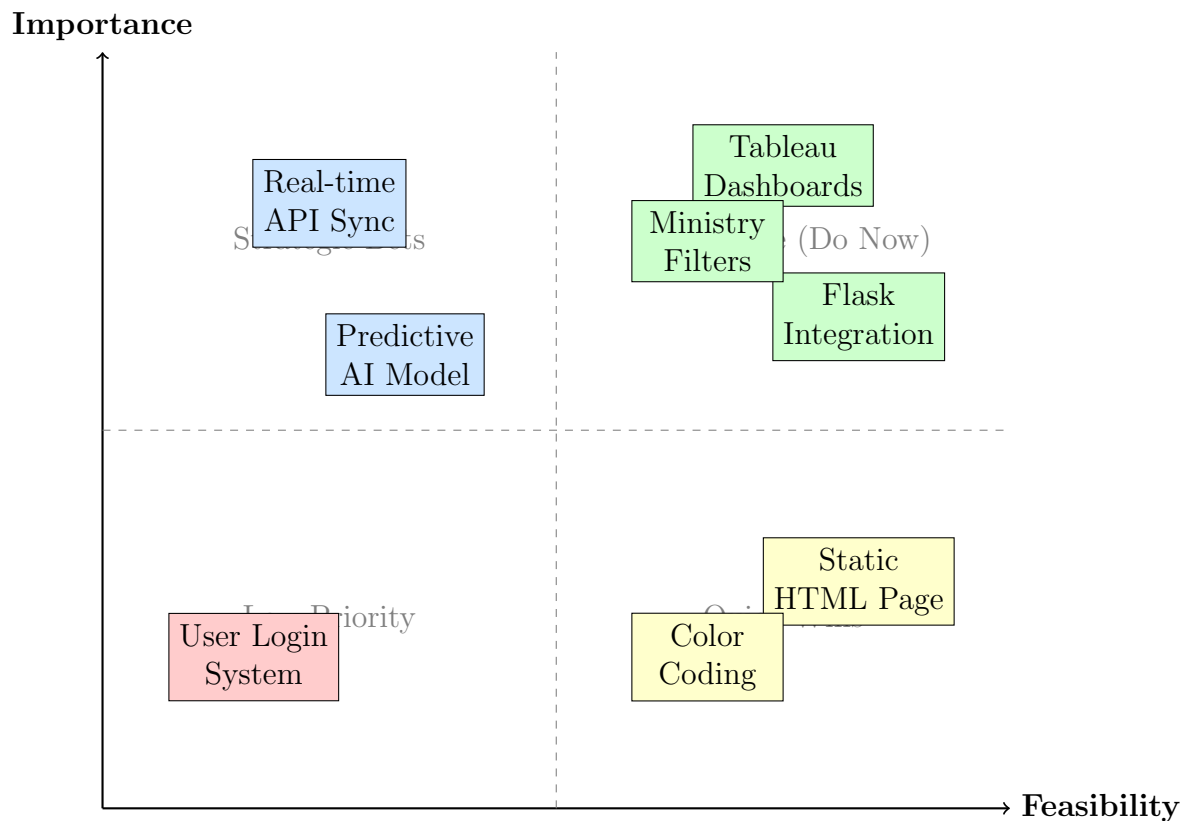 Importance
Tableau
Dashboards
Real-time
API Sync
Ministry
Filters
(Do Now)
Flask
Integration
Predictive
AI Model
Static
HTML Page
Priority
User Login
System
Color
Coding
Feasibility